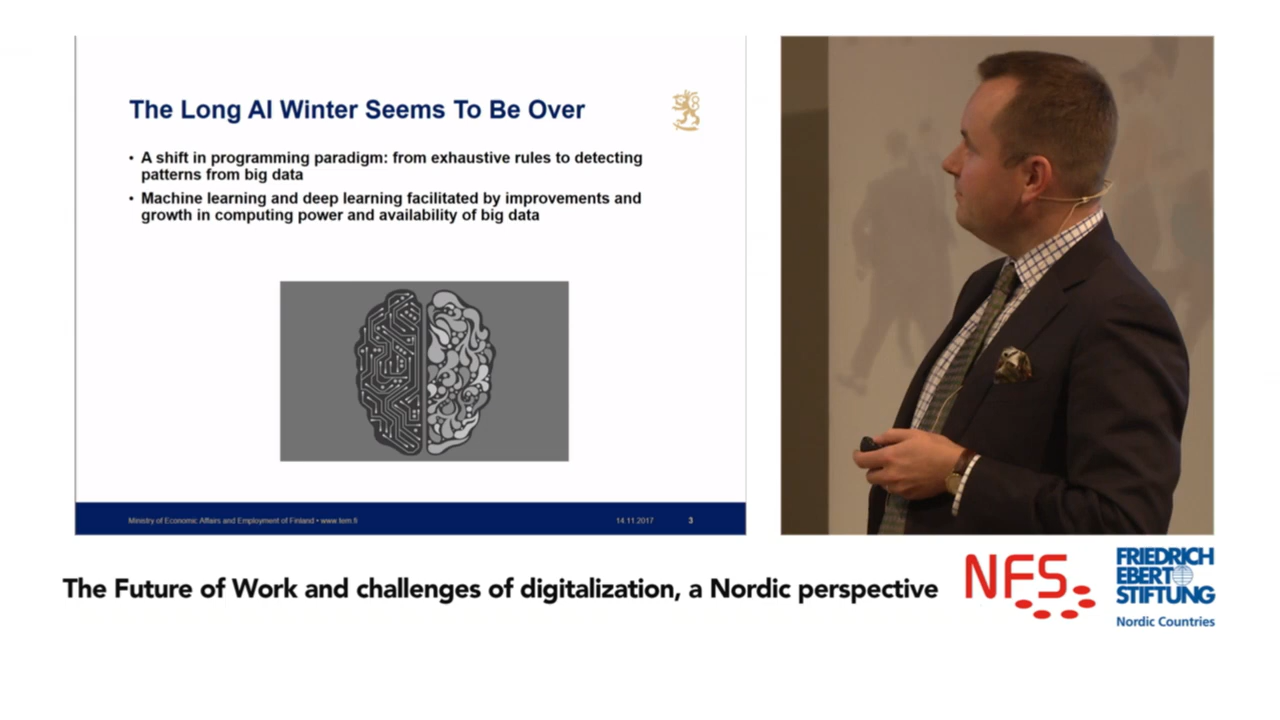 The Long AI Winter Seems To Be Over
• A shift in programming paradigm: from exhaustive rules to detecting
patterns from big data
• Machine learning and deep learning facilitated by improvements and
growth in computing power and availability of big data
Ministry of Economic Affairs and Employment of Finland • www.tem.fi
14.11.2017
3
The Future of Work and challenges of digitalization, a Nordic perspective
NFS
FRIEDRICH
EBERT
STIFTUNG
Nordic Countries